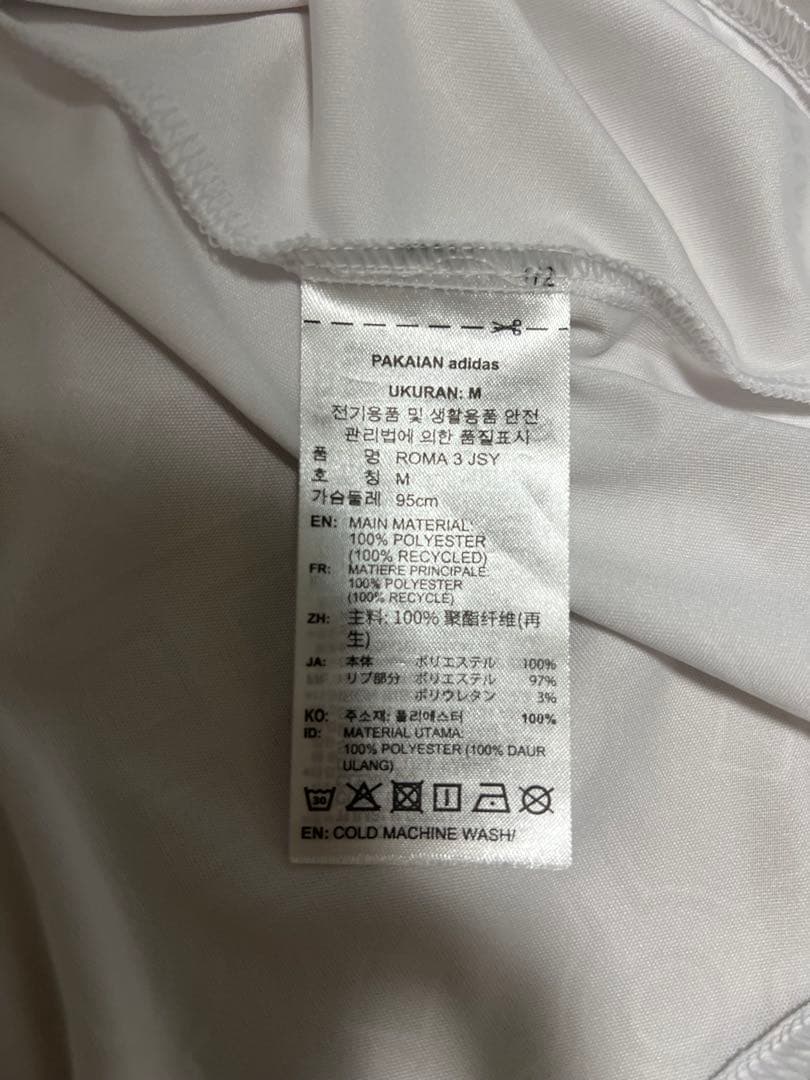 PAKAIAN adidas
UKURAN: M
전기용품 및 생활용품 안전
관리법에 의한 품질표시
품 명 ROMA 3 JSY
호 칭 M
가슴둘레 95cm
EN: MAIN MATERIAL:
100% POLYESTER
(100% RECYCLED)
FR: MATIERE PRINCIPALE:
100% POLYESTER
(100% RECYCLÉ)
ZH: 主料: 100% 聚酯纤维(再
生)
JA: 本体 ポリエステル 100%
リブ部分 ポリエステル 97%
ポリウレタン 3%
KO: 주소재: 폴리에스터 100%
ID: MATERIAL UTAMA:
100% POLYESTER (100% DAUR
ULANG)
30
EN: COLD MACHINE WASH/